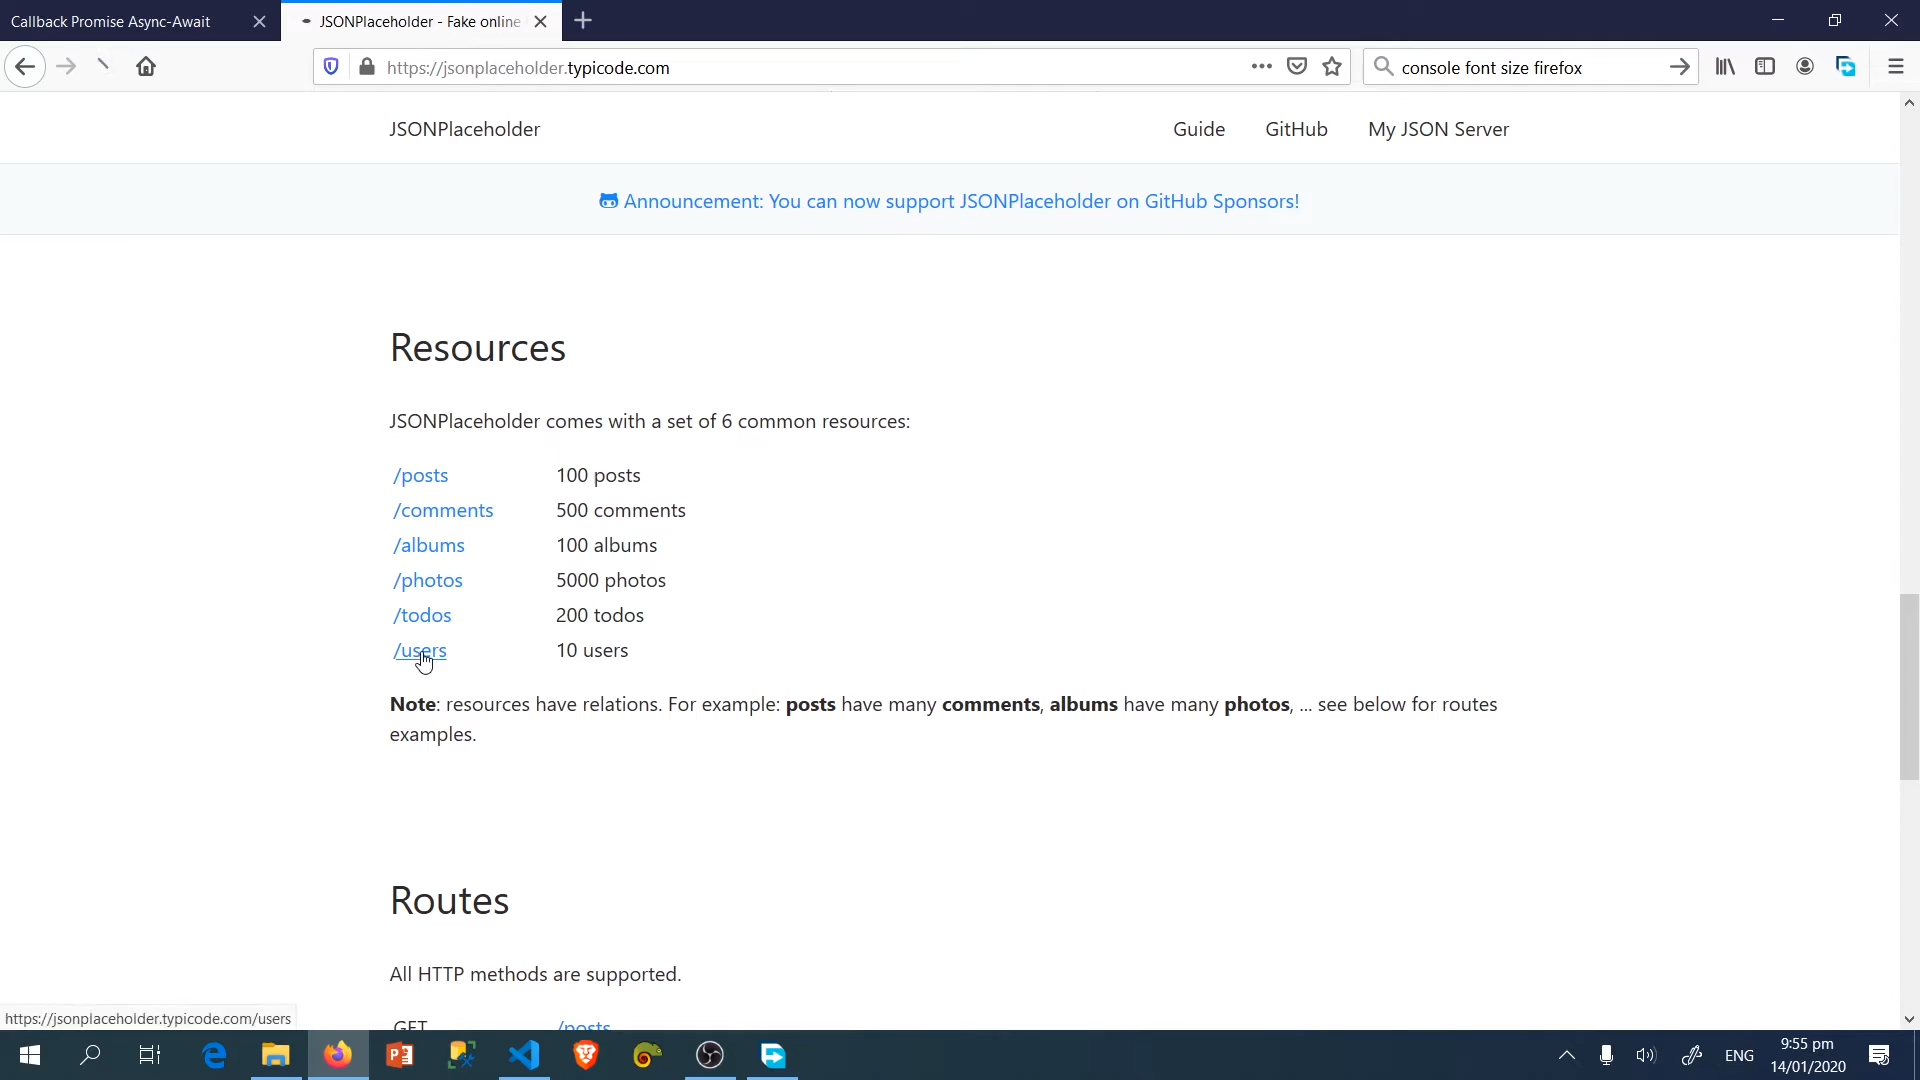 Callback Promise Async-Await
JSONPlaceholder - Fake online
https://jsonplaceholder.typicode.com
console font size firefox
JSONPlaceholder
Guide
GitHub
My JSON Server
Announcement: You can now support JSONPlaceholder on GitHub Sponsors!
Resources
JSONPlaceholder comes with a set of 6 common resources:
/posts 100 posts
/comments 500 comments
/albums 100 albums
/photos 5000 photos
/todos 200 todos
/users 10 users
Note: resources have relations. For example: posts have many comments, albums have many photos, ... see below for routes
examples.
Routes
All HTTP methods are supported.
GET /posts
https://jsonplaceholder.typicode.com/users
ENG
9:55 pm
14/01/2020